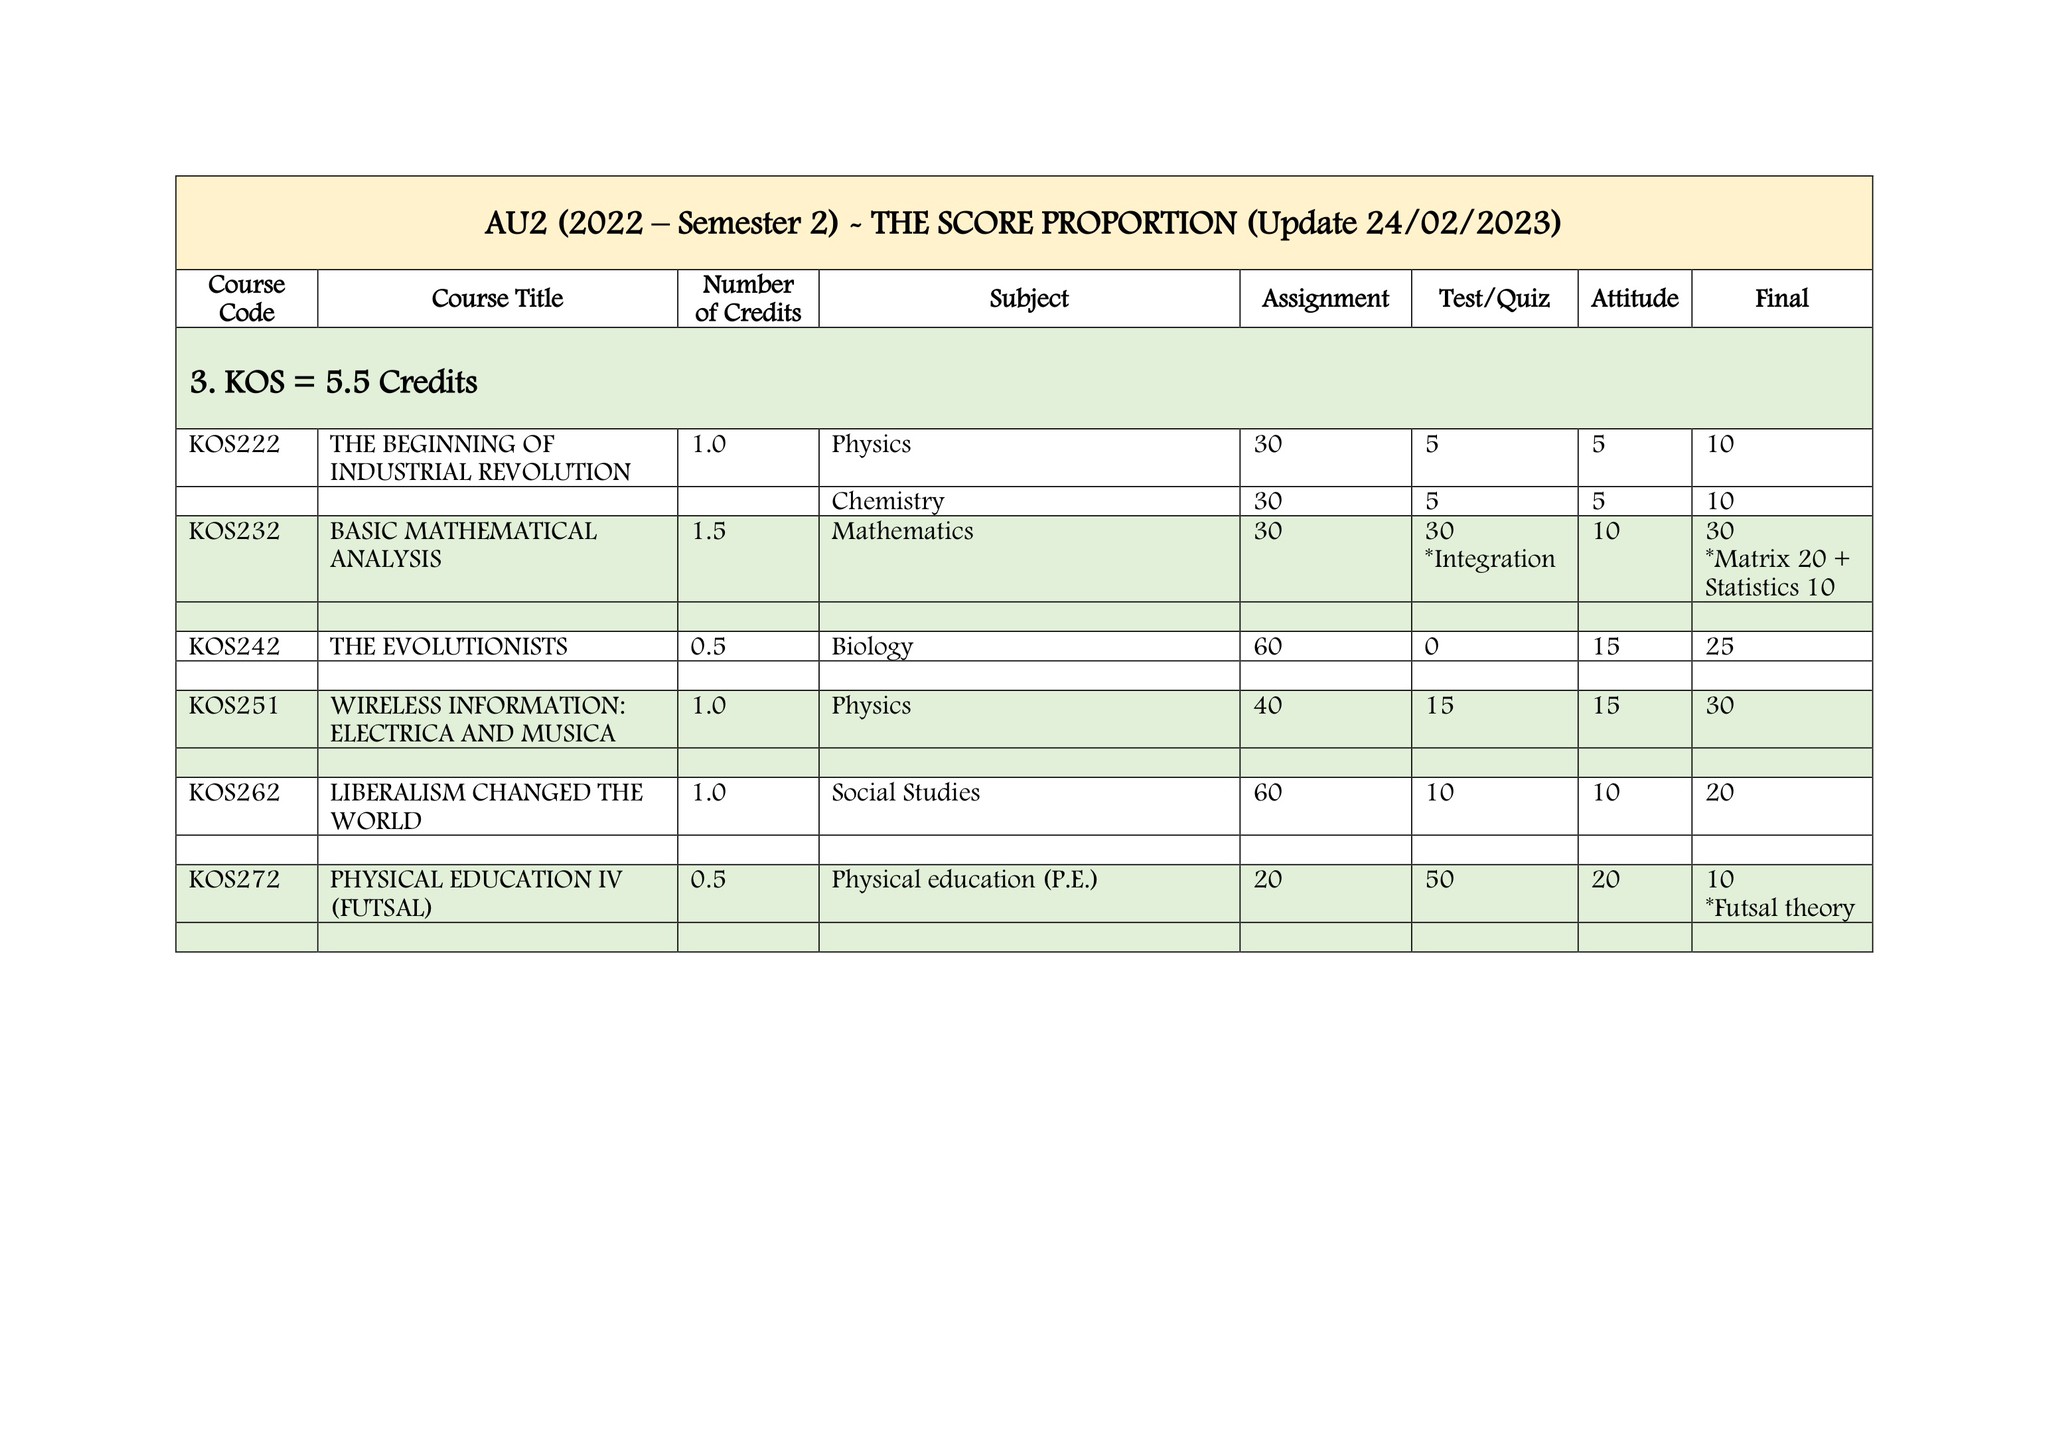 AU2 (2022 – Semester 2) - THE SCORE PROPORTION (Update 24/02/2023)
Course Code Course Title Number of Credits Subject Assignment Test/Quiz Attitude Final
3. KOS = 5.5 Credits
KOS222 THE BEGINNING OF 1.0 Physics 30 5 5 10
INDUSTRIAL REVOLUTION
Chemistry 30 5 5 10
KOS232 BASIC MATHEMATICAL 1.5 Mathematics 30 30 10 30
ANALYSIS *Integration *Matrix 20 +
Statistics 10
KOS242 THE EVOLUTIONISTS 0.5 Biology 60 0 15 25
KOS251 WIRELESS INFORMATION: 1.0 Physics 40 15 15 30
ELECTRICA AND MUSICA
KOS262 LIBERALISM CHANGED THE 1.0 Social Studies 60 10 10 20
WORLD
KOS272 PHYSICAL EDUCATION IV 0.5 Physical education (P.E.) 20 50 20 10
(FUTSAL) *Futsal theory